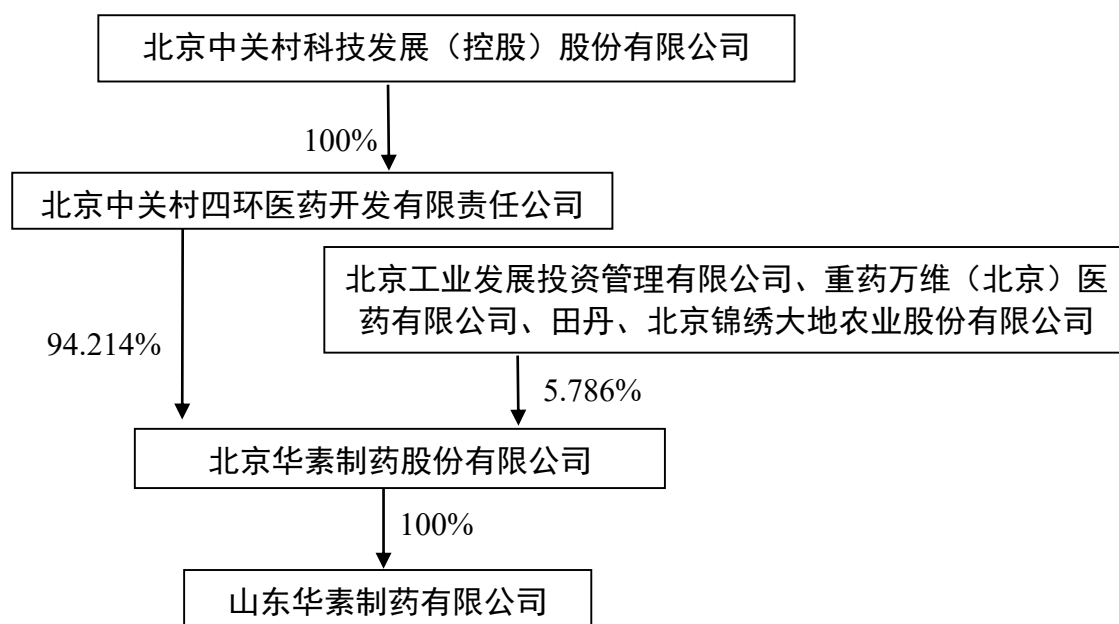 北京中关村科技发展（控股）股份有限公司
100%
北京中关村四环医药开发有限责任公司
北京工业发展投资管理有限公司、重药万维（北京）医
药有限公司、田丹、北京锦绣大地农业股份有限公司
94.214%
5.786%
北京华素制药股份有限公司
100%
山东华素制药有限公司